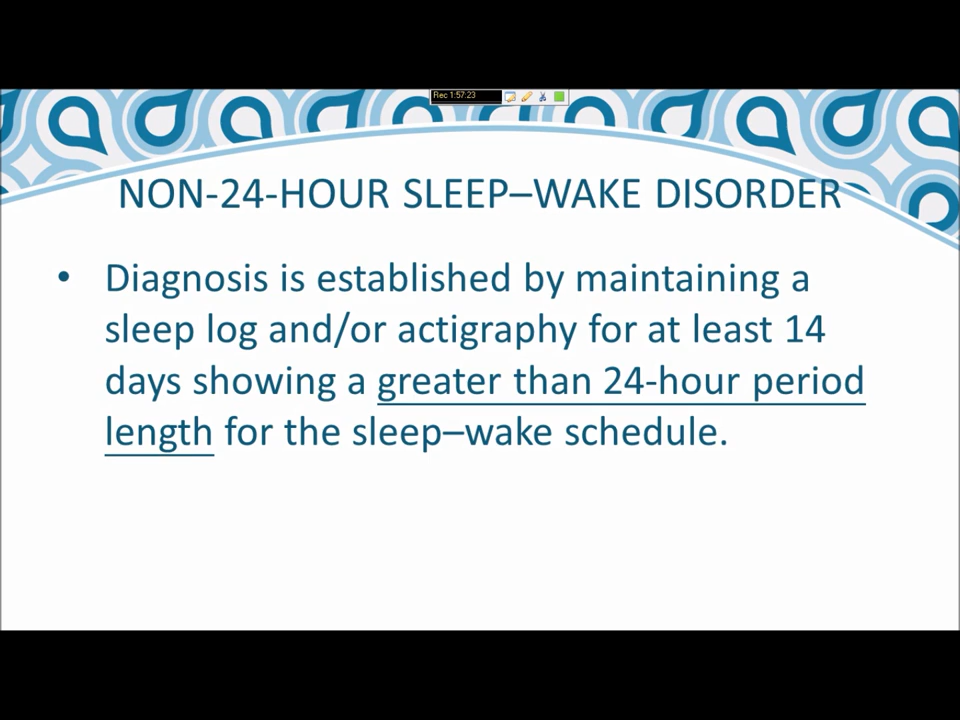 Rec 1:57:23
NON-24-HOUR SLEEP–WAKE DISORDER
• Diagnosis is established by maintaining a
sleep log and/or actigraphy for at least 14
days showing a greater than 24-hour period
length for the sleep–wake schedule.